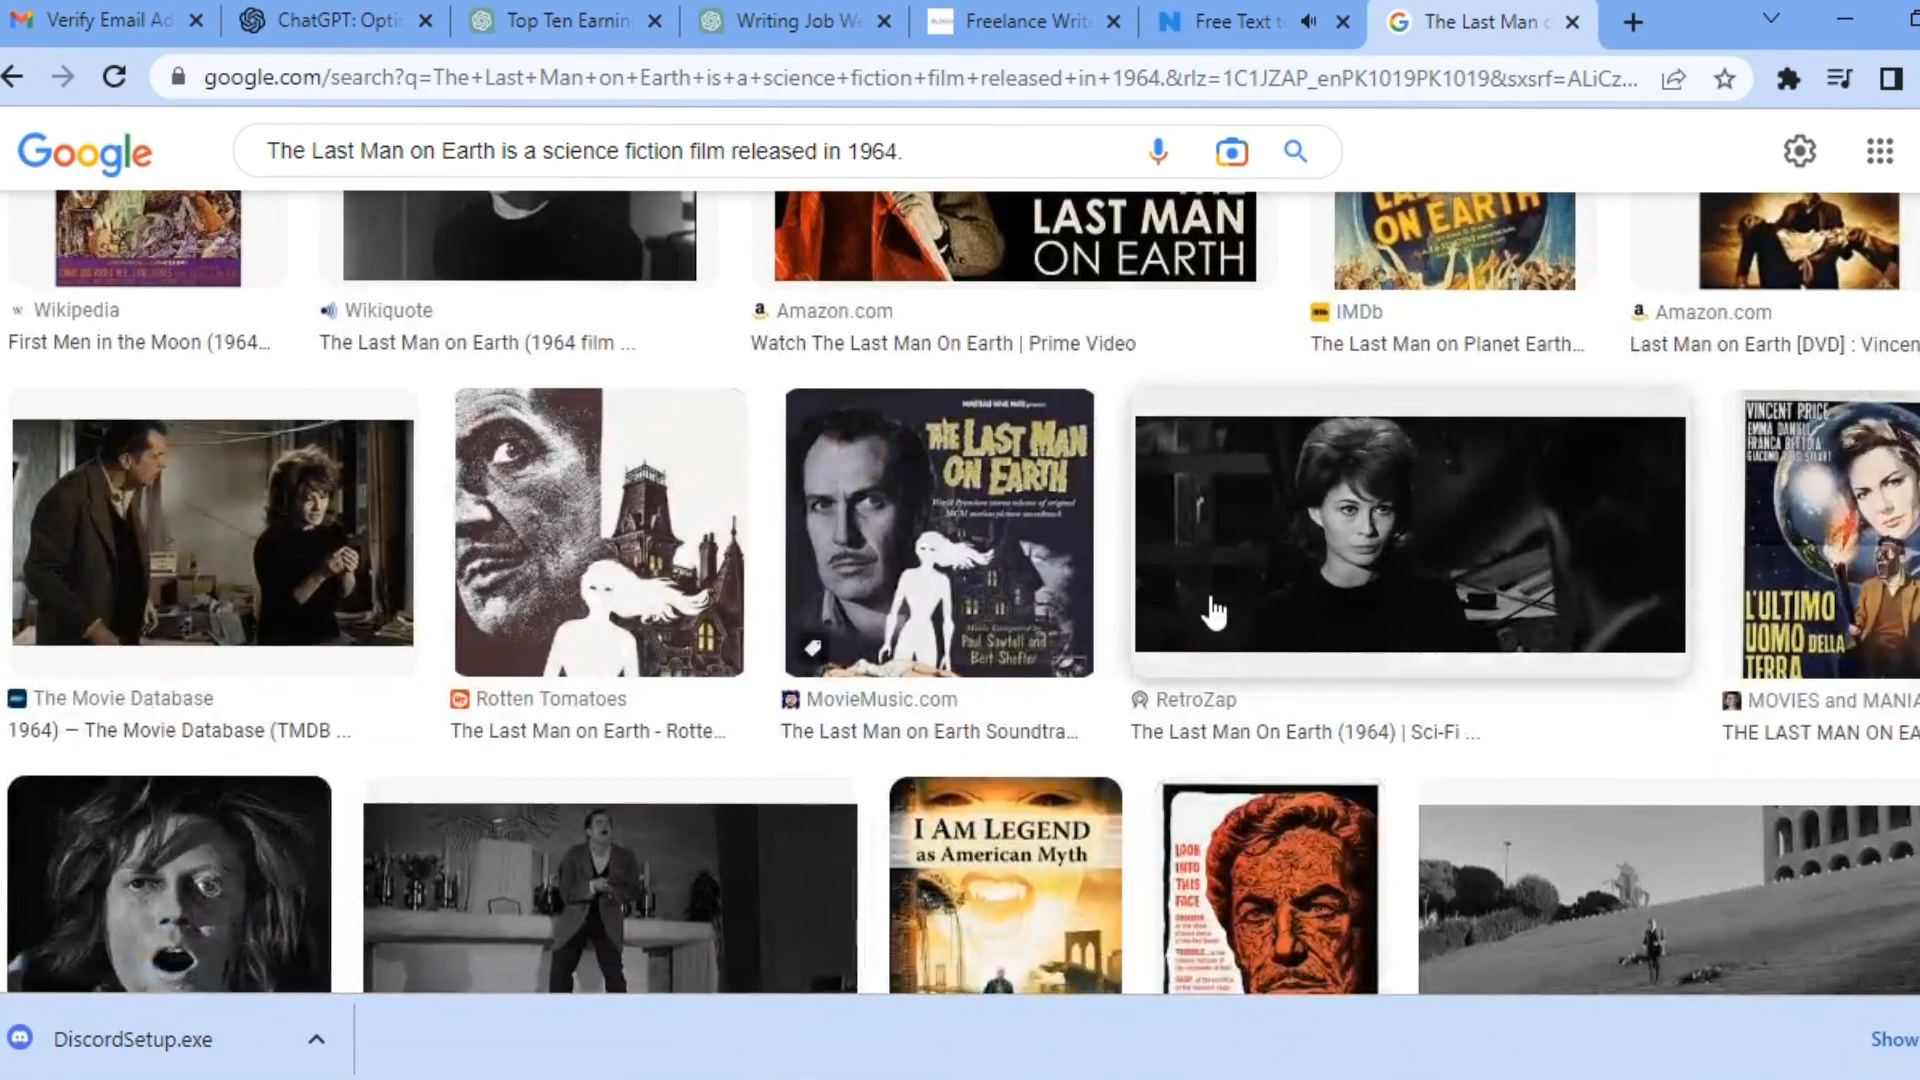 Verify Email Ad
ChatGPT: Opti
Top Ten Earnin
Writing Job We
Freelance Write
Free Text t
The Last Man o
google.com/search?q=The+Last+Man+on+Earth+is+a+science+fiction+film+released+in+1964.&rlz=1C1JZAP_enPK1019PK1019&sxsrf=ALiCz...
Google
The Last Man on Earth is a science fiction film released in 1964.
LAST MAN
ON EARTH
ON EARTH
Wikipedia
First Men in the Moon (1964...
Wikiquote
The Last Man on Earth (1964 film ...
Amazon.com
Watch The Last Man On Earth | Prime Video
IMDb
The Last Man on Planet Earth...
Amazon.com
Last Man on Earth [DVD] : Vincen
THE LAST MAN
ON EARTH
Paul Sawtell and
Bert Shefter
VINCENT PRICE
EMMA DANIELI
FRANCA BETTOIA
L'ULTIMO
UOMO DELLA
TERRA
The Movie Database
1964) — The Movie Database (TMDB ...
Rotten Tomatoes
The Last Man on Earth - Rotte...
MovieMusic.com
The Last Man on Earth Soundtra...
RetroZap
The Last Man On Earth (1964) | Sci-Fi ...
MOVIES and MANIA
THE LAST MAN ON EA
I AM LEGEND
as American Myth
LOOK
INTO
THIS
FACE
DiscordSetup.exe
Show